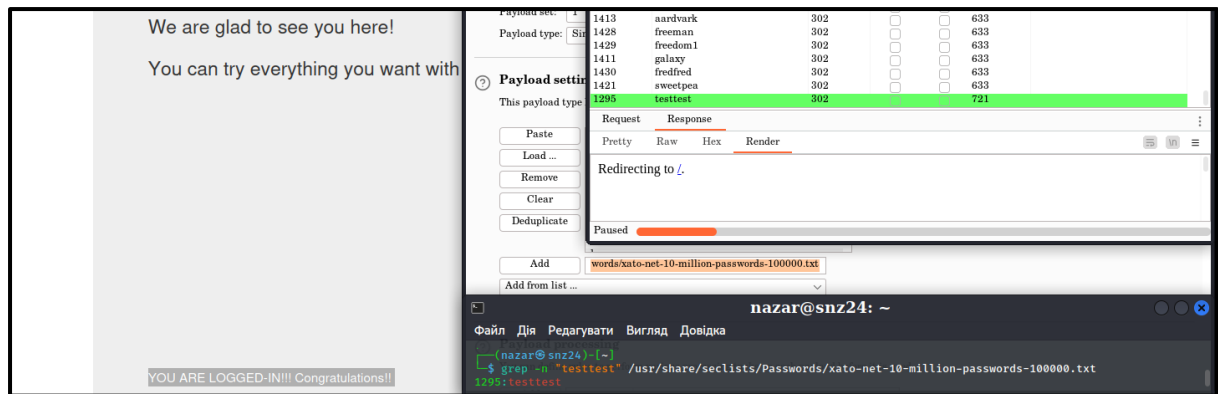 We are glad to see you here!
You can try everything you want with
YOU ARE LOGGED-IN!!! Congratulations!!
Payload set: 1
Payload type: Sin
? Payload settin
This payload type
Paste
Load ...
Remove
Clear
Deduplicate
Add words/xato-net-10-million-passwords-100000.txt
Add from list ...
1413 aardvark 302 633
1428 freeman 302 633
1429 freedom1 302 633
1411 galaxy 302 633
1430 fredfred 302 633
1421 sweetpea 302 633
1295 testtest 302 721
Request Response
Pretty Raw Hex Render
\n
Redirecting to /.
Paused
nazar@snz24: ~
Файл Дія Редагувати Вигляд Довідка
Payload processing
(nazar㉿snz24)-[~]
$ grep -n "testtest" /usr/share/seclists/Passwords/xato-net-10-million-passwords-100000.txt
1295:testtest